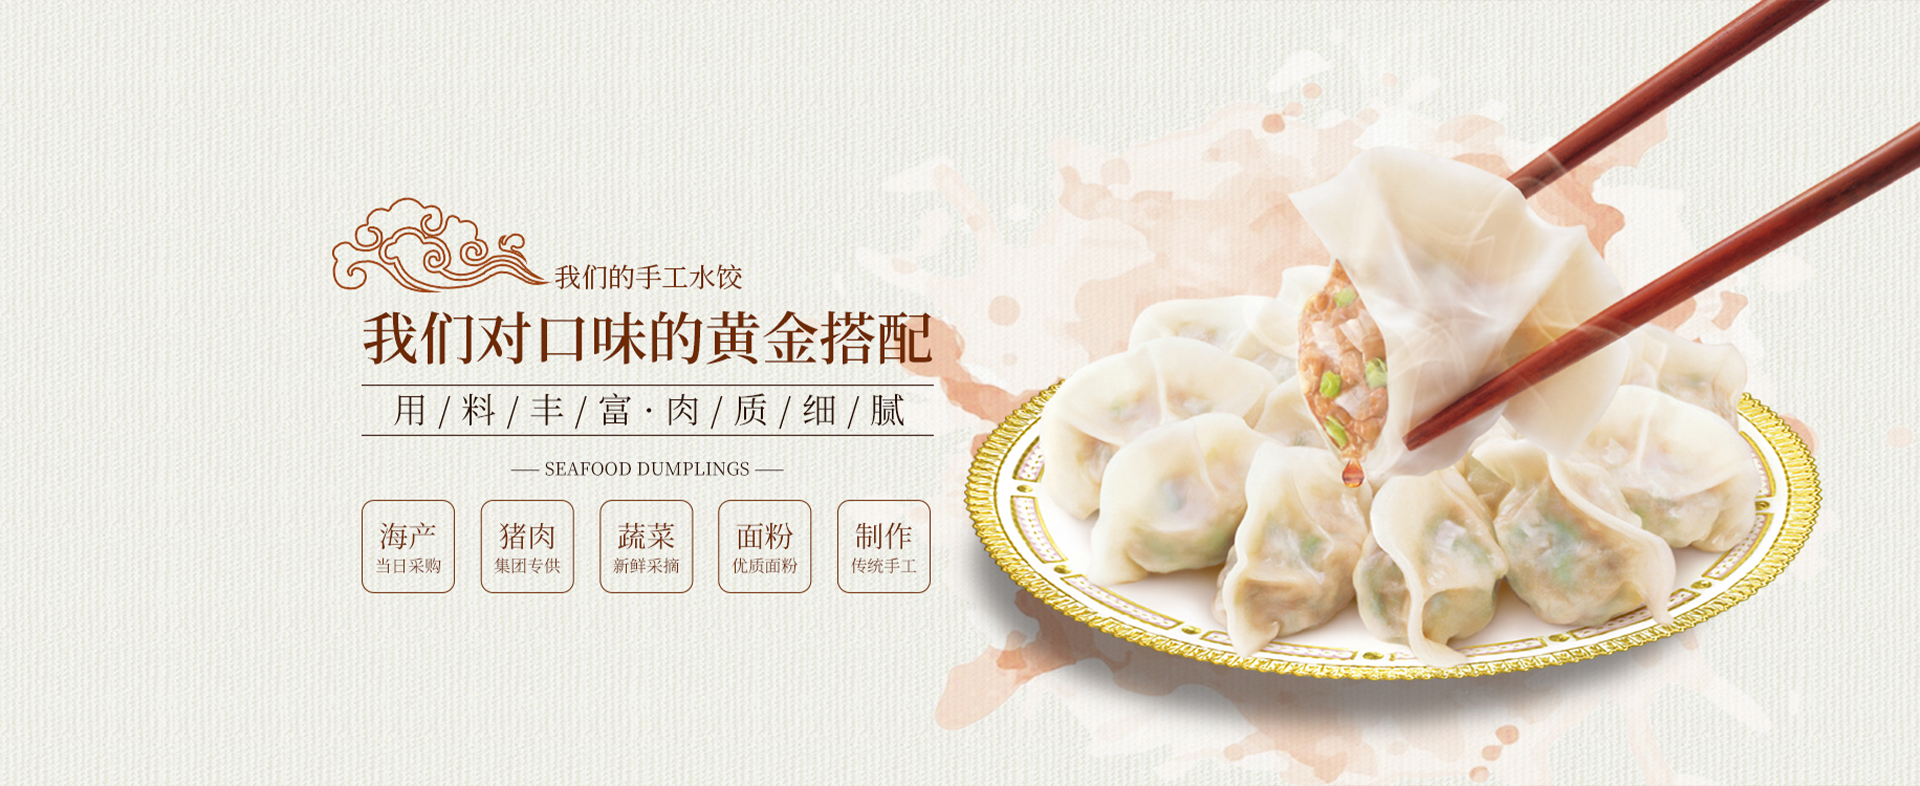 我们的手工水饺
我们对口味的黄金搭配
用/料/丰/富·肉/质/细/腻
— SEAFOOD DUMPLINGS —
海产 猪肉 蔬菜 面粉 制作
当日采购 集团专供 新鲜采摘 优质面粉 传统手工